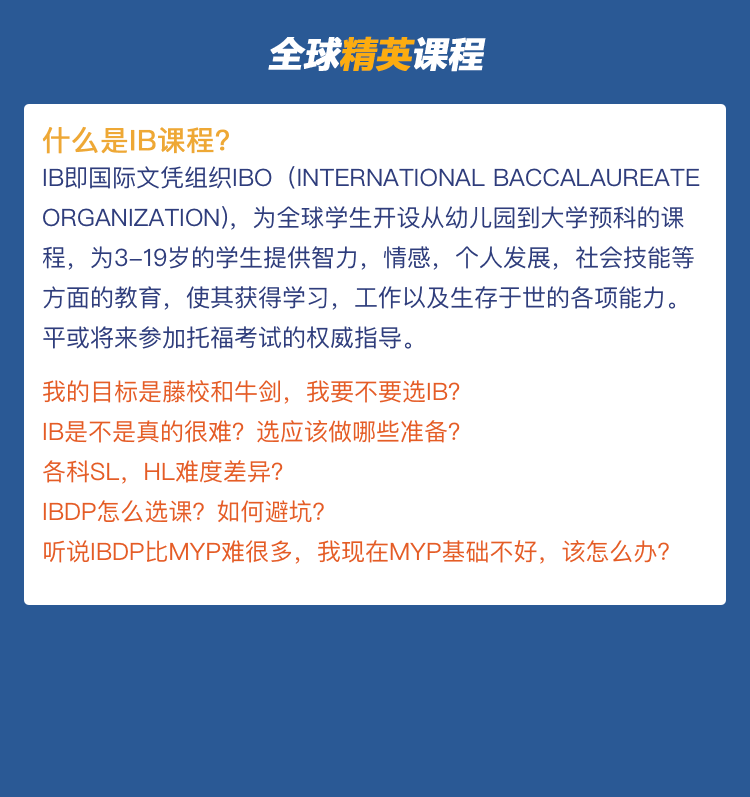 全球精英课程
什么是IB课程？
IB即国际文凭组织IBO（INTERNATIONAL BACCALAUREATE
ORGANIZATION)，为全球学生开设从幼儿园到大学预科的课
程，为3-19岁的学生提供智力，情感，个人发展，社会技能等
方面的教育，使其获得学习，工作以及生存于世的各项能力。
平或将来参加托福考试的权威指导。
我的目标是藤校和牛剑，我要不要选IB？
IB是不是真的很难？选应该做哪些准备？
各科SL，HL难度差异？
IBDP怎么选课？如何避坑？
听说IBDP比MYP难很多，我现在MYP基础不好，该怎么办？